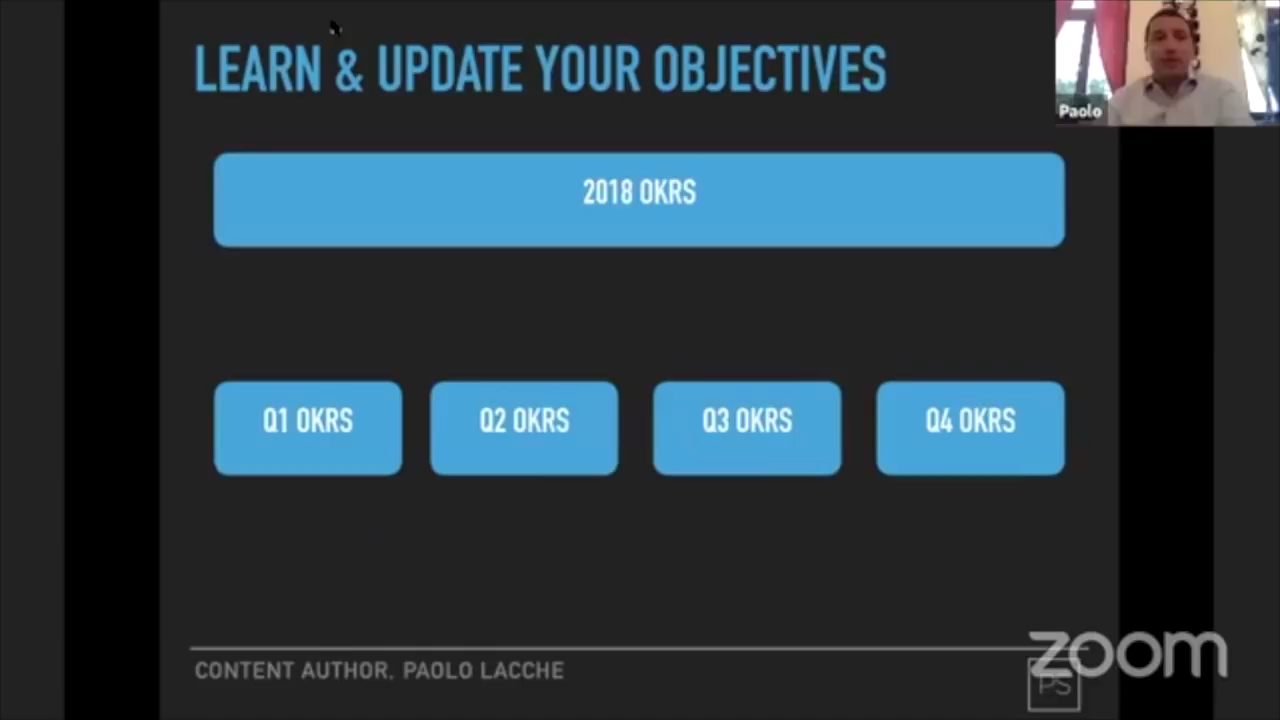 LEARN & UPDATE YOUR OBJECTIVES
Paolo
2018 OKRS
Q1 OKRS
Q2 OKRS
Q3 OKRS
Q4 OKRS
CONTENT AUTHOR, PAOLO LACCHE
zoom
PS